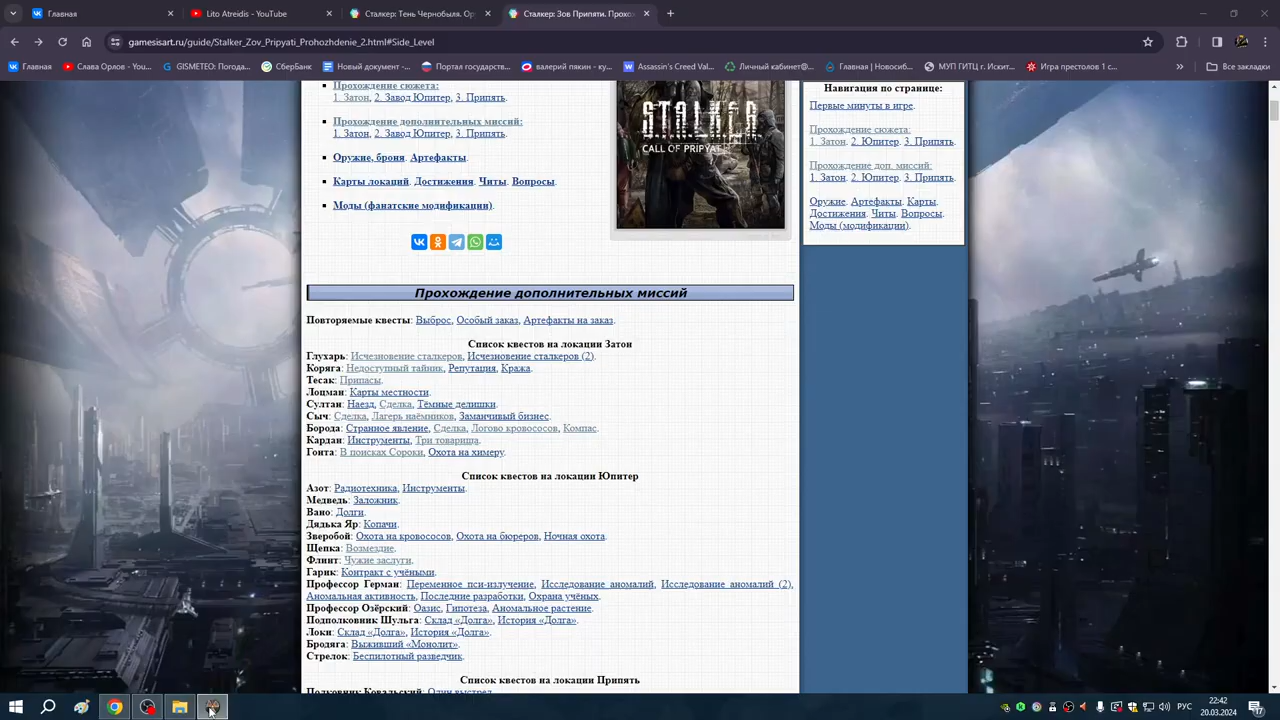 Главная
Lito Atreidis - YouTube
Сталкер: Тень Чернобыля. Ор
Сталкер: Зов Припяти. Прохо
gamesisart.ru/guide/Stalker_Zov_Pripyati_Prohozhdenie_2.html#Sido_Level
Главная
Слава Орлов - YouTu...
GISMETEO: Погода...
СберБанк
Новый документ -...
Портал государств...
валерий пякин - ку...
Assassin's Creed Val...
Личный кабинет@...
Главная | Новосиб...
МУП ГИТЦ г. Искит...
Игра престолов 1 с...
Все закладки
Прохождение сюжета:
1. Затон, 2. Завод Юпитер, 3. Припять.
Прохождение дополнительных миссий:
1. Затон, 2. Завод Юпитер, 3. Припять.
Оружие, броня. Артефакты.
Карты локаций. Достижения. Читы. Вопросы.
Моды (фанатские модификации).
STALKER
CALL OF PRIPYAT
Навигация по странице:
Первые минуты в игре.
Прохождение сюжета:
1. Затон. 2. Юпитер. 3. Припять.
Прохождение доп. миссий:
1. Затон. 2. Юпитер. 3. Припять.
Оружие. Артефакты. Карты.
Достижения. Читы. Вопросы.
Моды (модификации).
Прохождение дополнительных миссий
Повторяемые квесты: Выброс, Особый заказ, Артефакты на заказ.
Список квестов на локации Затон
Глухарь: Исчезновение сталкеров, Исчезновение сталкеров (2).
Коряга: Недоступный тайник, Репутация, Кража.
Тесак: Припасы.
Лоцман: Карты местности.
Султан: Наезд, Сделка, Тёмные делишки.
Сыч: Сделка, Лагерь наёмников, Заманчивый бизнес.
Борода: Странное явление, Сделка, Логово кровососов, Компас.
Кардан: Инструменты, Три товарища.
Гонта: В поисках Сороки, Охота на химеру.
Список квестов на локации Юпитер
Азот: Радиотехника, Инструменты.
Медведь: Заложник.
Вано: Долги.
Дядька Яр: Копачи.
Зверобой: Охота на кровососов, Охота на бюреров, Ночная охота.
Щепка: Возмездие.
Флинт: Чужие заслуги.
Гарик: Контракт с учёными.
Профессор Герман: Переменное пси-излучение, Исследование аномалий, Исследование аномалий (2),
Аномальная активность, Последние разработки, Охрана учёных.
Профессор Озёрский: Оазис, Гипотеза, Аномальное растение.
Подполковник Шульга: Склад «Долга», История «Долга».
Локи: Склад «Долга», История «Долга».
Бродяга: Выживший «Монолит».
Стрелок: Беспилотный разведчик.
Список квестов на локации Припять
Полковник Ковальский: Один выстрел
РУС
22:42
20.03.2024